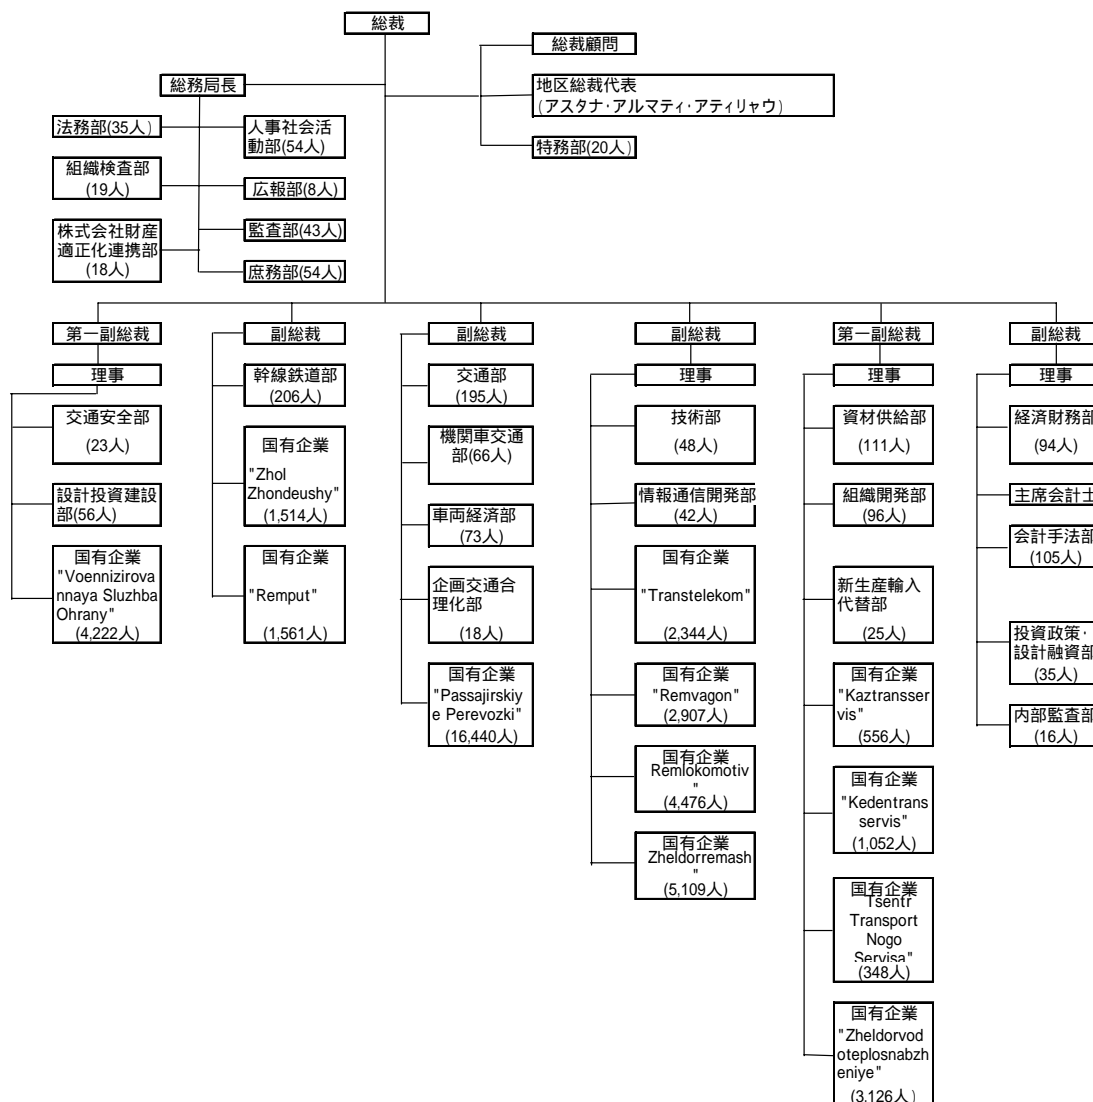 総裁
総裁顧問
地区総裁代表
(アスタナ・アルマティ・アティリャウ)
特務部(20人)
総務局長
法務部(35人)
人事社会活
動部(54人)
組織検査部
(19人)
広報部(8人)
株式会社財産
適正化連携部
(18人)
監査部(43人)
庶務部(54人)
第一副総裁
理事
交通安全部
(23人)
設計投資建設
部(56人)
国有企業
"Voennizirova
nnaya Sluzhba
Ohrany"
(4,222人)
副総裁
幹線鉄道部
(206人)
国有企業
"Zhol
Zhondeushy"
(1,514人)
国有企業
"Remput"
(1,561人)
副総裁
交通部
(195人)
機関車交通
部(66人)
車両経済部
(73人)
企画交通合
理化部
(18人)
国有企業
"Passajirskiy
e Perevozki"
(16,440人)
副総裁
理事
技術部
(48人)
情報通信開発部
(42人)
国有企業
"Transtelekom"
(2,344人)
国有企業
"Remvagon"
(2,907人)
国有企業
Remlokomotiv
"
(4,476人)
国有企業
Zheldorremash
"
(5,109人)
第一副総裁
理事
資材供給部
(111人)
組織開発部
(96人)
新生産輸入
代替部
(25人)
国有企業
"Kaztransser
vis"
(556人)
国有企業
"Kedentrans
servis"
(1,052人)
国有企業
Tsentr
Transport
Nogo
Servisa"
(348人)
国有企業
"Zheldorvod
oteplosnabzh
eniye"
(3,126人)
副総裁
理事
経済財務部
(94人)
主席会計士
会計手法部
(105人)
投資政策・
設計融資部
(35人)
内部監査部
(16人)